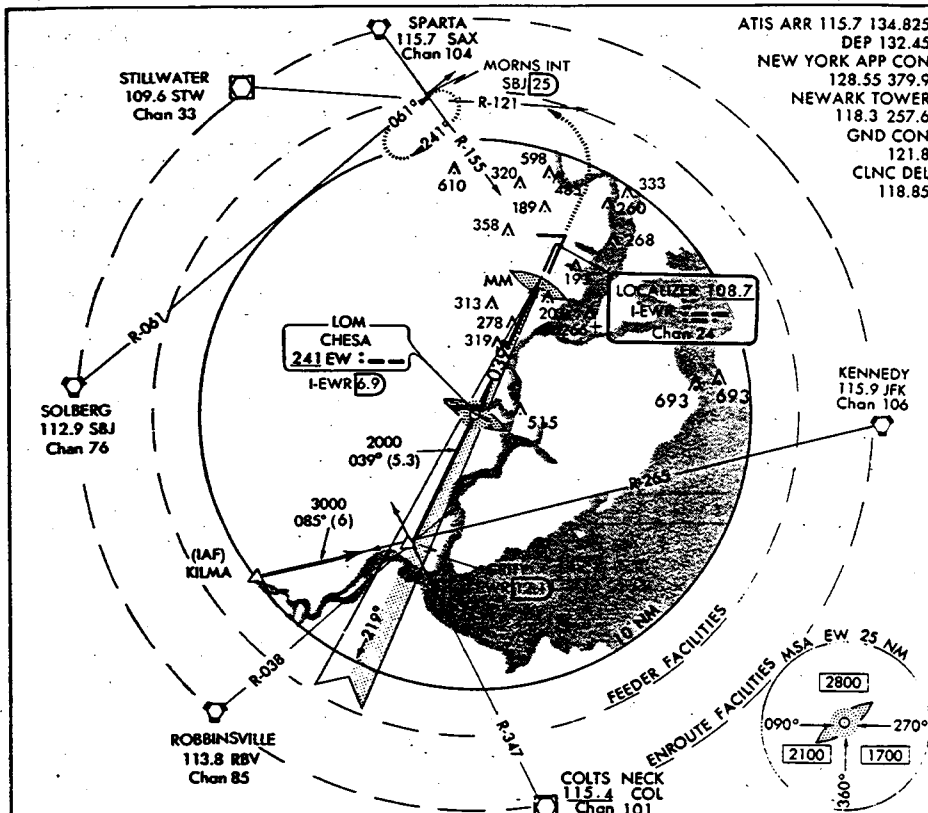 ATIS ARR 115.7 134.825
DEP 132.45
NEW YORK APP CON
128.55 379.9
NEWARK TOWER
118.3 257.6
GND CON
121.8
CLNC DEL
118.85
SPARTA
115.7 SAX
Chan 104
STILLWATER
109.6 STW
Chan 33
MORNS INT
SBJ 25
R-121
061°
241°
R-155
610
320
598
189
358
333
260
268
MM
313
278
319
LOCALIZER 108.7
I-EWR
Chan 24
LOM
CHESA
241 EW
I-EWR 6.9
R-061
SOLBERG
112.9 SBJ
Chan 76
KENNEDY
115.9 JFK
Chan 106
693
693
515
2000
039° (5.3)
R-265
3000
085° (6)
(IAF)
KILMA
219°
10 NM
R-038
FEEDER FACILITIES
ENROUTE FACILITIES
MSA EW 25 NM
2800
090°
270°
2100
1700
360°
ROBBINSVILLE
113.8 RBV
Chan 85
R-347
COLTS NECK
115.4 COL
Chan 101